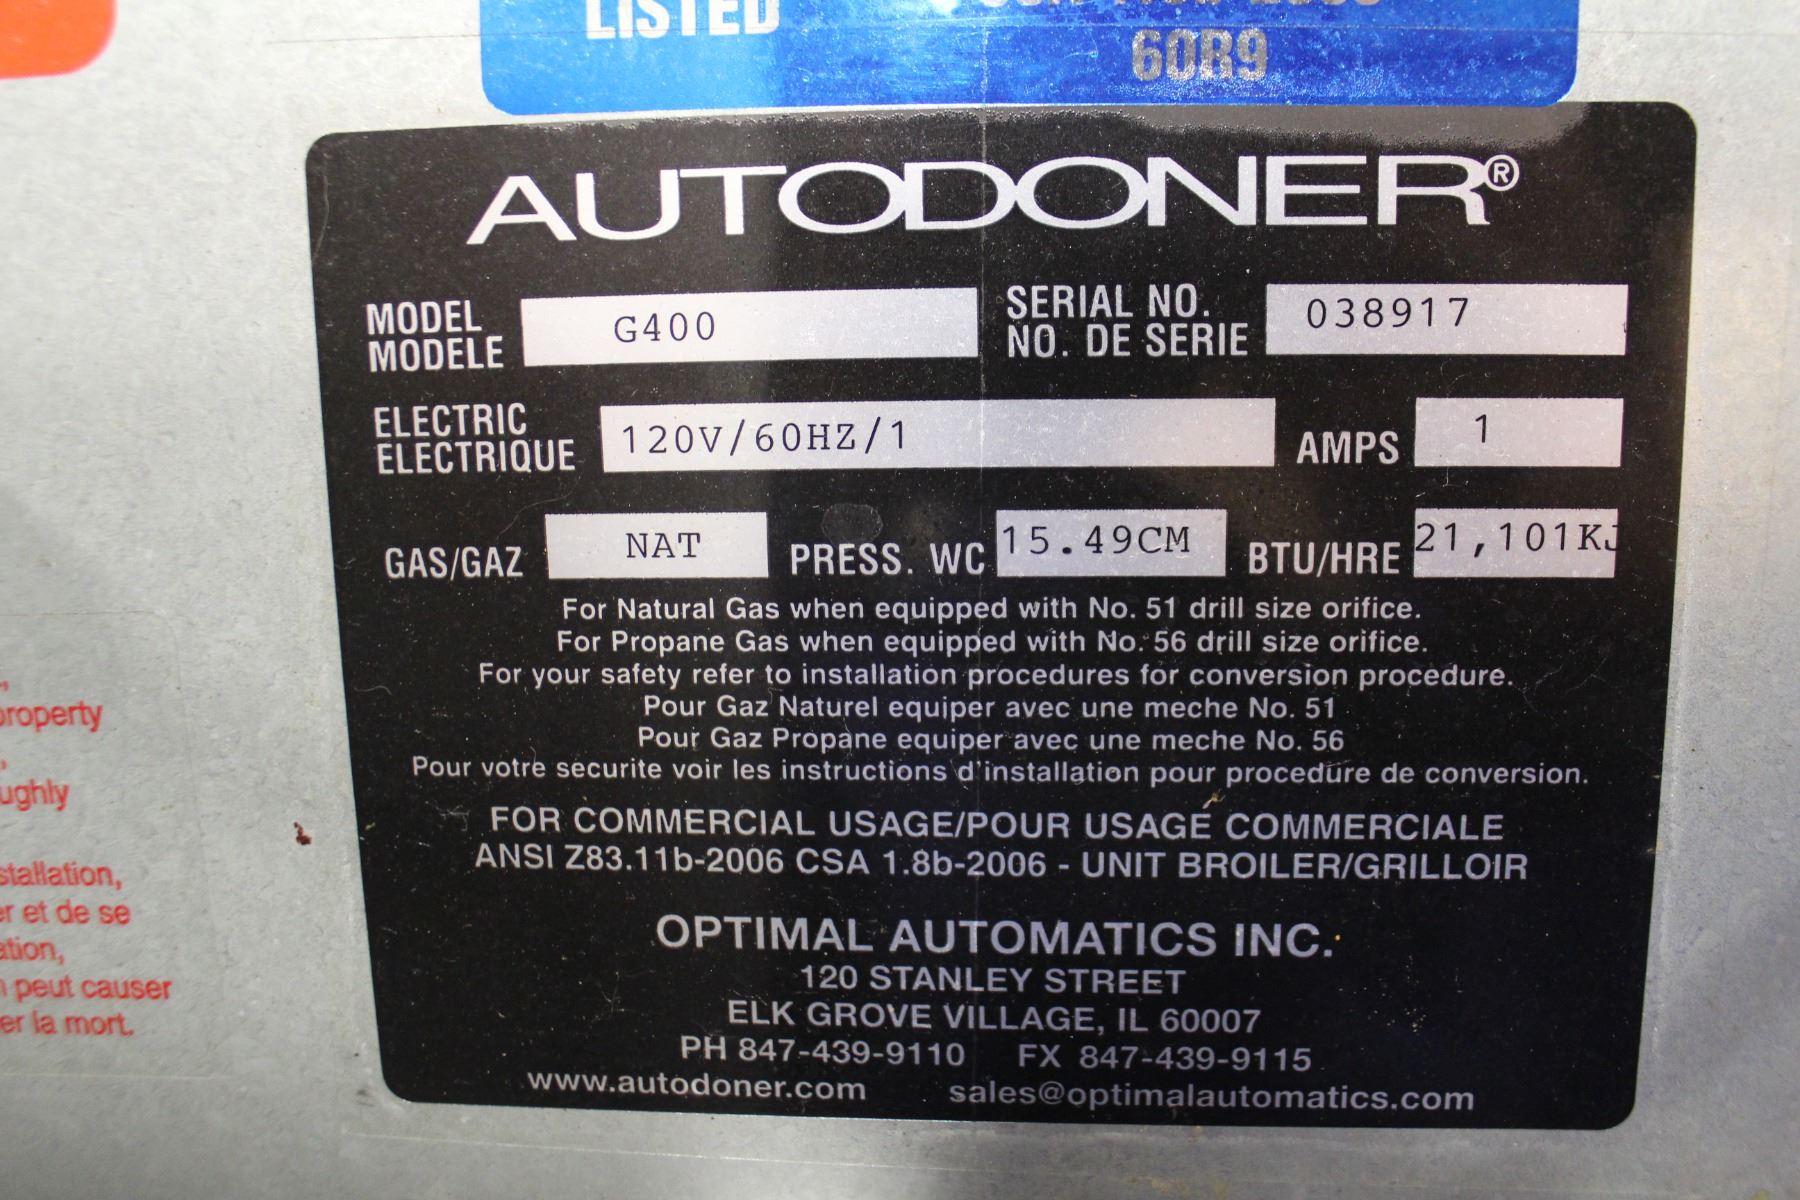 LISTED
60R9
AUTODONER®
MODEL
MODELE
G400
SERIAL NO.
NO. DE SERIE
038917
ELECTRIC
ELECTRIQUE
120V/60HZ/1
AMPS
1
GAS/GAZ
NAT
PRESS. WC
15.49CM
BTU/HRE
21,101KJ
For Natural Gas when equipped with No. 51 drill size orifice.
For Propane Gas when equipped with No. 56 drill size orifice.
For your safety refer to installation procedures for conversion procedure.
Pour Gaz Naturel equiper avec une meche No. 51
Pour Gaz Propane equiper avec une meche No. 56
Pour votre securite voir les instructions d'installation pour procedure de conversion.
FOR COMMERCIAL USAGE/POUR USAGE COMMERCIALE
ANSI Z83.11b-2006 CSA 1.8b-2006 - UNIT BROILER/GRILLOIR
OPTIMAL AUTOMATICS INC.
120 STANLEY STREET
ELK GROVE VILLAGE, IL 60007
PH 847-439-9110 FX 847-439-9115
www.autodoner.com sales@optimalautomatics.com
property
ughly
stallation,
er et de se
ation,
peut causer
er la mort.